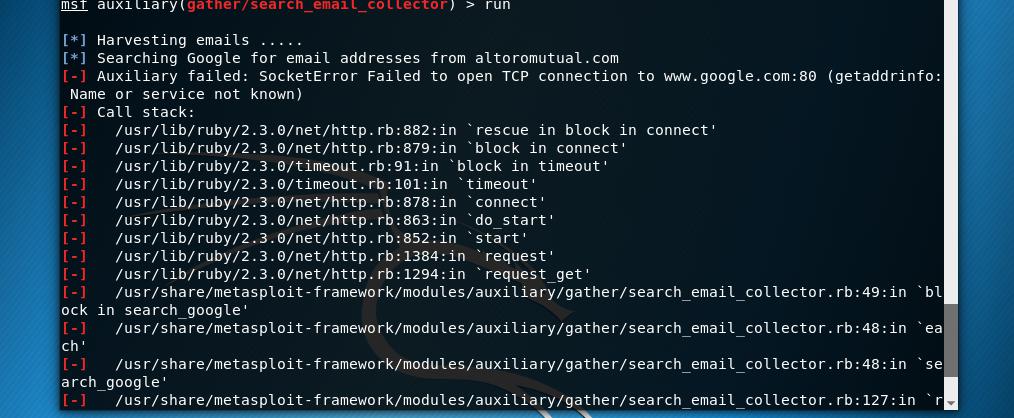 msf auxiliary(gather/search_email_collector) > run
[*] Harvesting emails .....
[*] Searching Google for email addresses from altoromutual.com
[-] Auxiliary failed: SocketError Failed to open TCP connection to www.google.com:80 (getaddrinfo:
Name or service not known)
[-] Call stack:
[-]   /usr/lib/ruby/2.3.0/net/http.rb:882:in `rescue in block in connect'
[-]   /usr/lib/ruby/2.3.0/net/http.rb:879:in `block in connect'
[-]   /usr/lib/ruby/2.3.0/timeout.rb:91:in `block in timeout'
[-]   /usr/lib/ruby/2.3.0/timeout.rb:101:in `timeout'
[-]   /usr/lib/ruby/2.3.0/net/http.rb:878:in `connect'
[-]   /usr/lib/ruby/2.3.0/net/http.rb:863:in `do_start'
[-]   /usr/lib/ruby/2.3.0/net/http.rb:852:in `start'
[-]   /usr/lib/ruby/2.3.0/net/http.rb:1384:in `request'
[-]   /usr/lib/ruby/2.3.0/net/http.rb:1294:in `request_get'
[-]   /usr/share/metasploit-framework/modules/auxiliary/gather/search_email_collector.rb:49:in `bl
ock in search_google'
[-]   /usr/share/metasploit-framework/modules/auxiliary/gather/search_email_collector.rb:48:in `ea
ch'
[-]   /usr/share/metasploit-framework/modules/auxiliary/gather/search_email_collector.rb:48:in `se
arch_google'
[-]   /usr/share/metasploit-framework/modules/auxiliary/gather/search_email_collector.rb:127:in `r